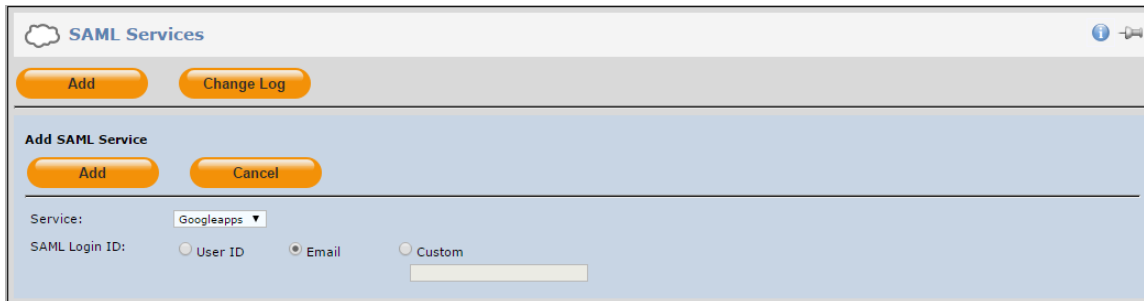 SAML Services
Add Change Log
Add SAML Service
Add Cancel
Service: Googleapps
SAML Login ID: User ID Email Custom